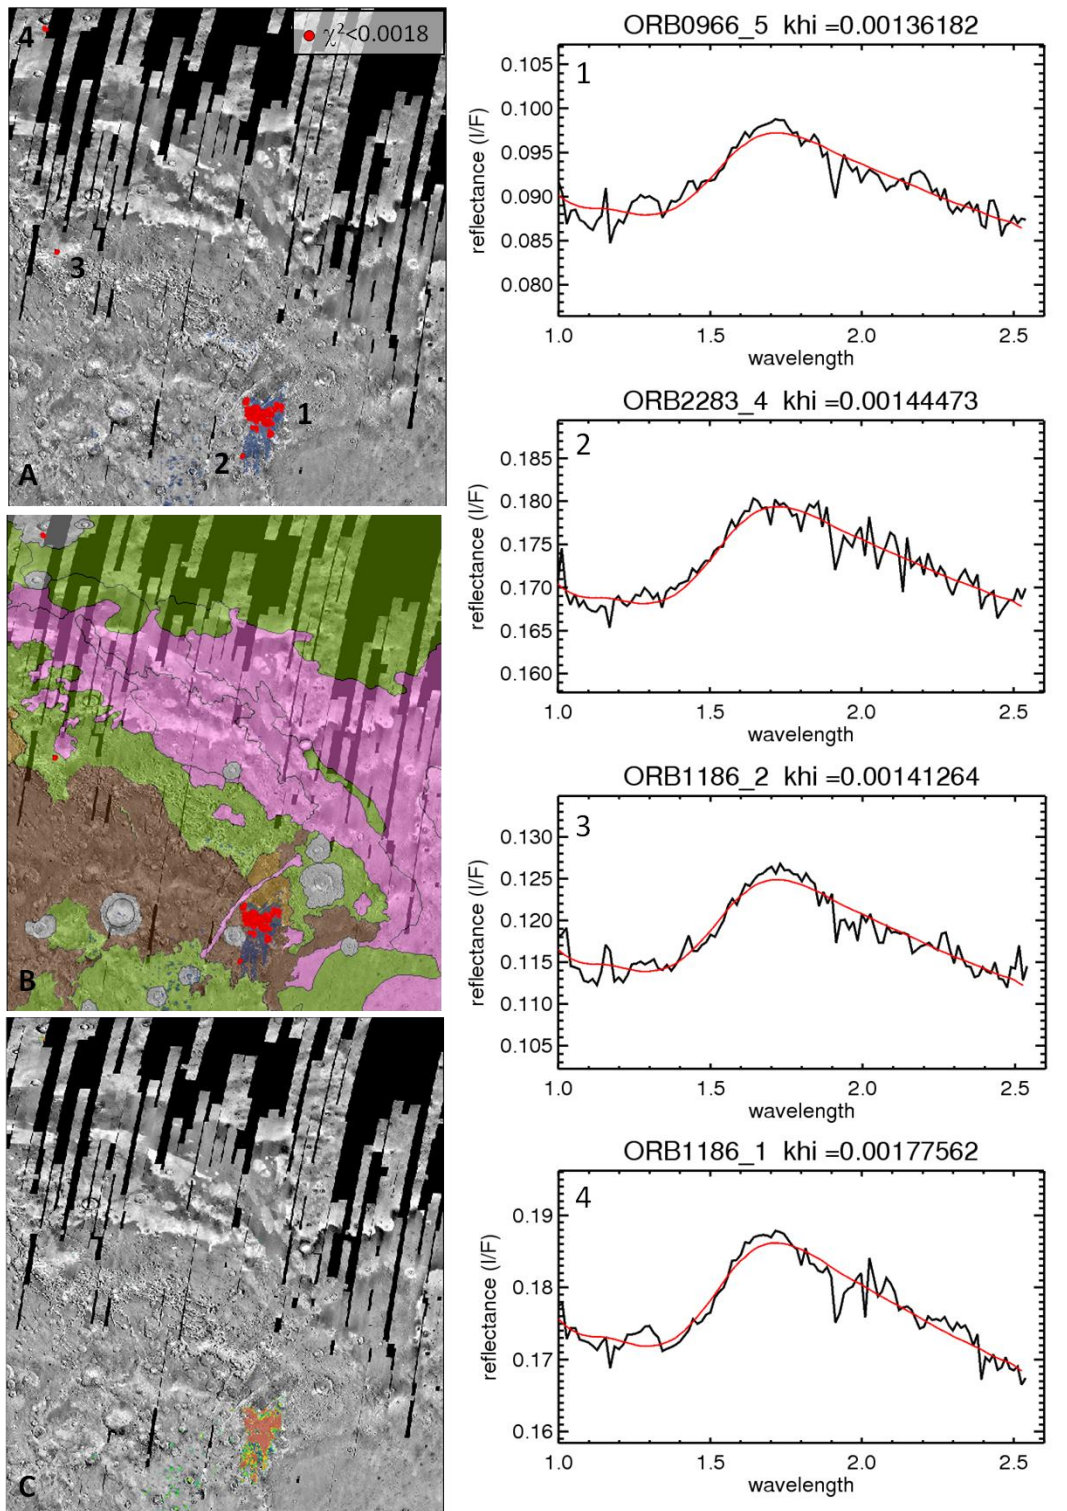 4
χ²<0.0018
3
1
2
A
B
C
ORB0966_5 khi =0.00136182
1
0.105
0.100
0.095
0.090
0.085
0.080
reflectance (I/F)
1.0 1.5 2.0 2.5
wavelength
ORB2283_4 khi =0.00144473
2
0.185
0.180
0.175
0.170
0.165
0.160
reflectance (I/F)
1.0 1.5 2.0 2.5
wavelength
ORB1186_2 khi =0.00141264
3
0.130
0.125
0.120
0.115
0.110
0.105
reflectance (I/F)
1.0 1.5 2.0 2.5
wavelength
ORB1186_1 khi =0.00177562
4
0.19
0.18
0.17
0.16
reflectance (I/F)
1.0 1.5 2.0 2.5
wavelength